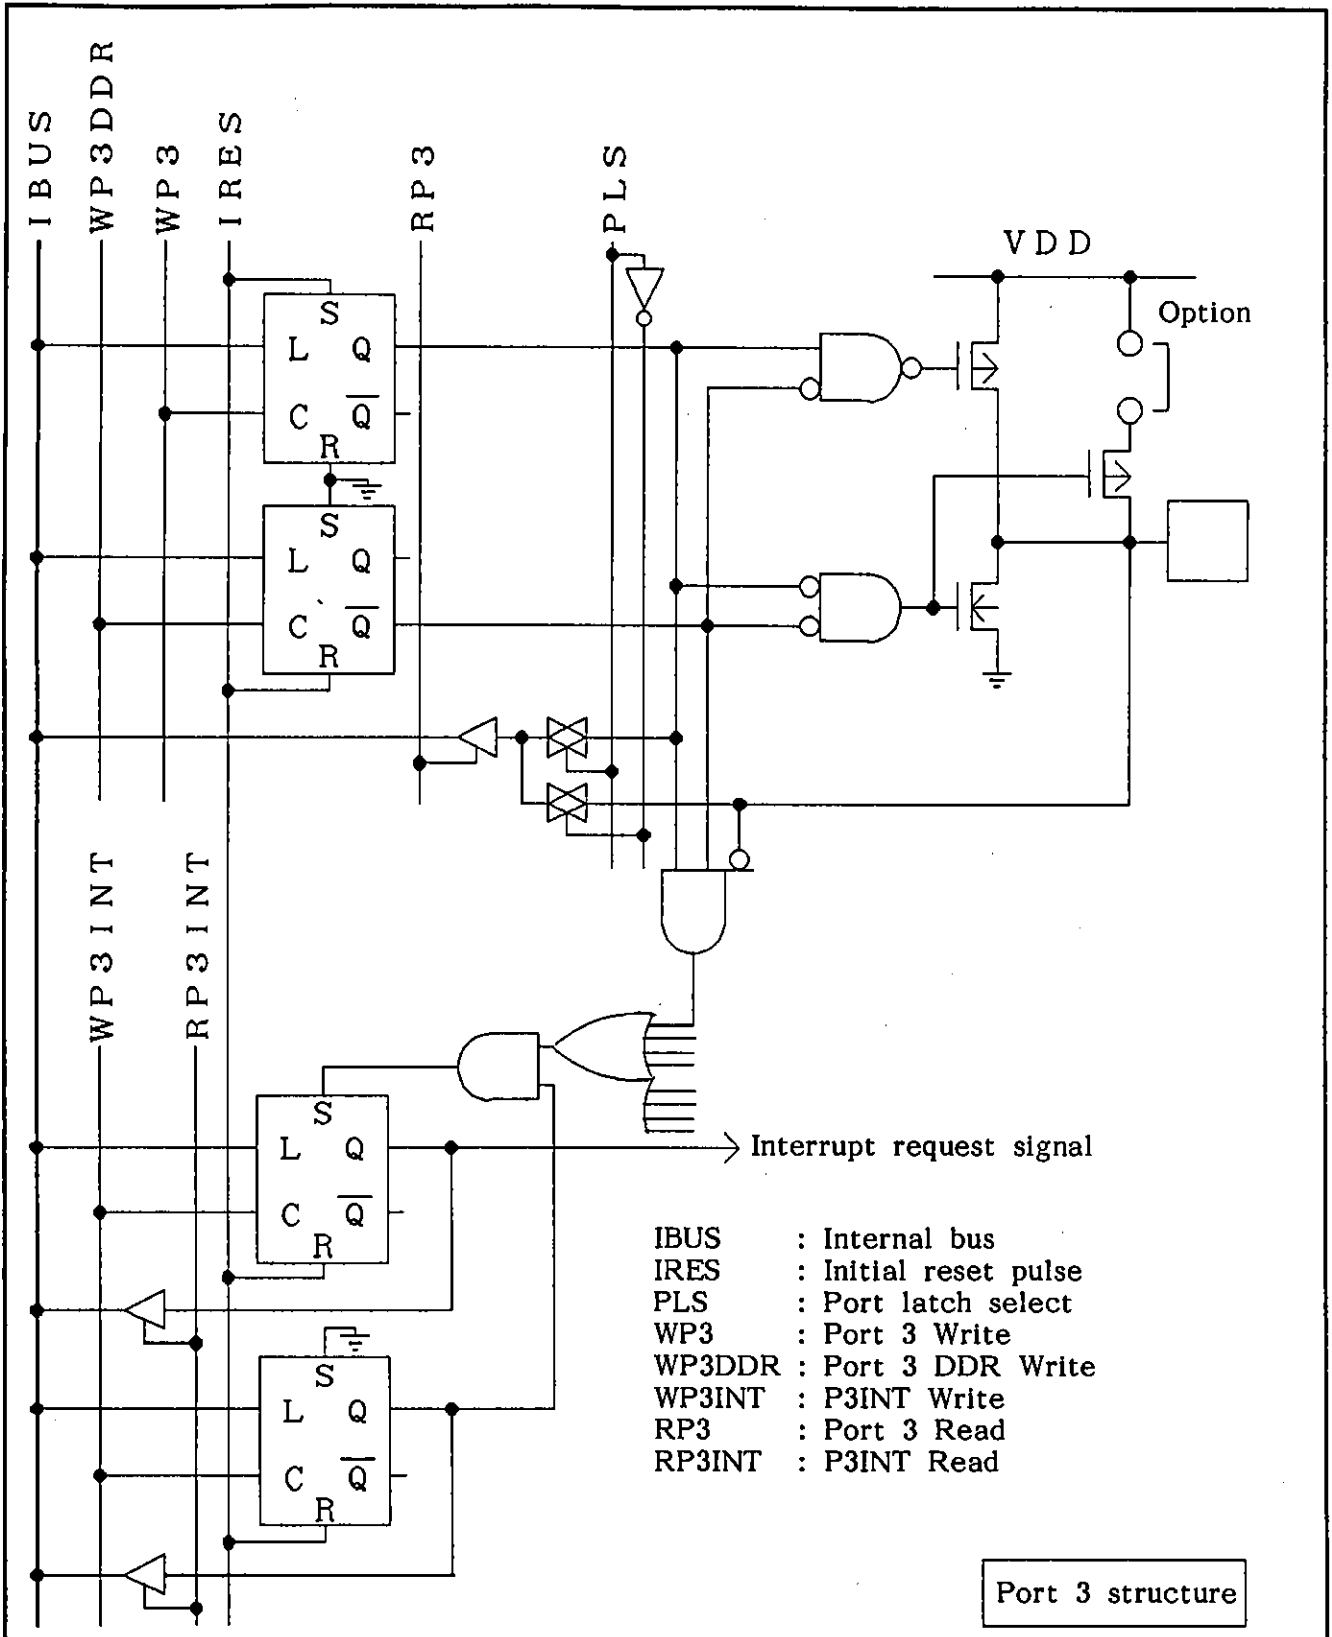 IBUS
WP3DDR
WP3
IRES
RP3
PLS
VDD
Option
S
L Q
C Q
R
S
L Q
C Q
R
WP3INT
RP3INT
S
L Q
C Q
R
Interrupt request signal
S
L Q
C Q
R
IBUS : Internal bus
IRES : Initial reset pulse
PLS : Port latch select
WP3 : Port 3 Write
WP3DDR : Port 3 DDR Write
WP3INT : P3INT Write
RP3 : Port 3 Read
RP3INT : P3INT Read
Port 3 structure